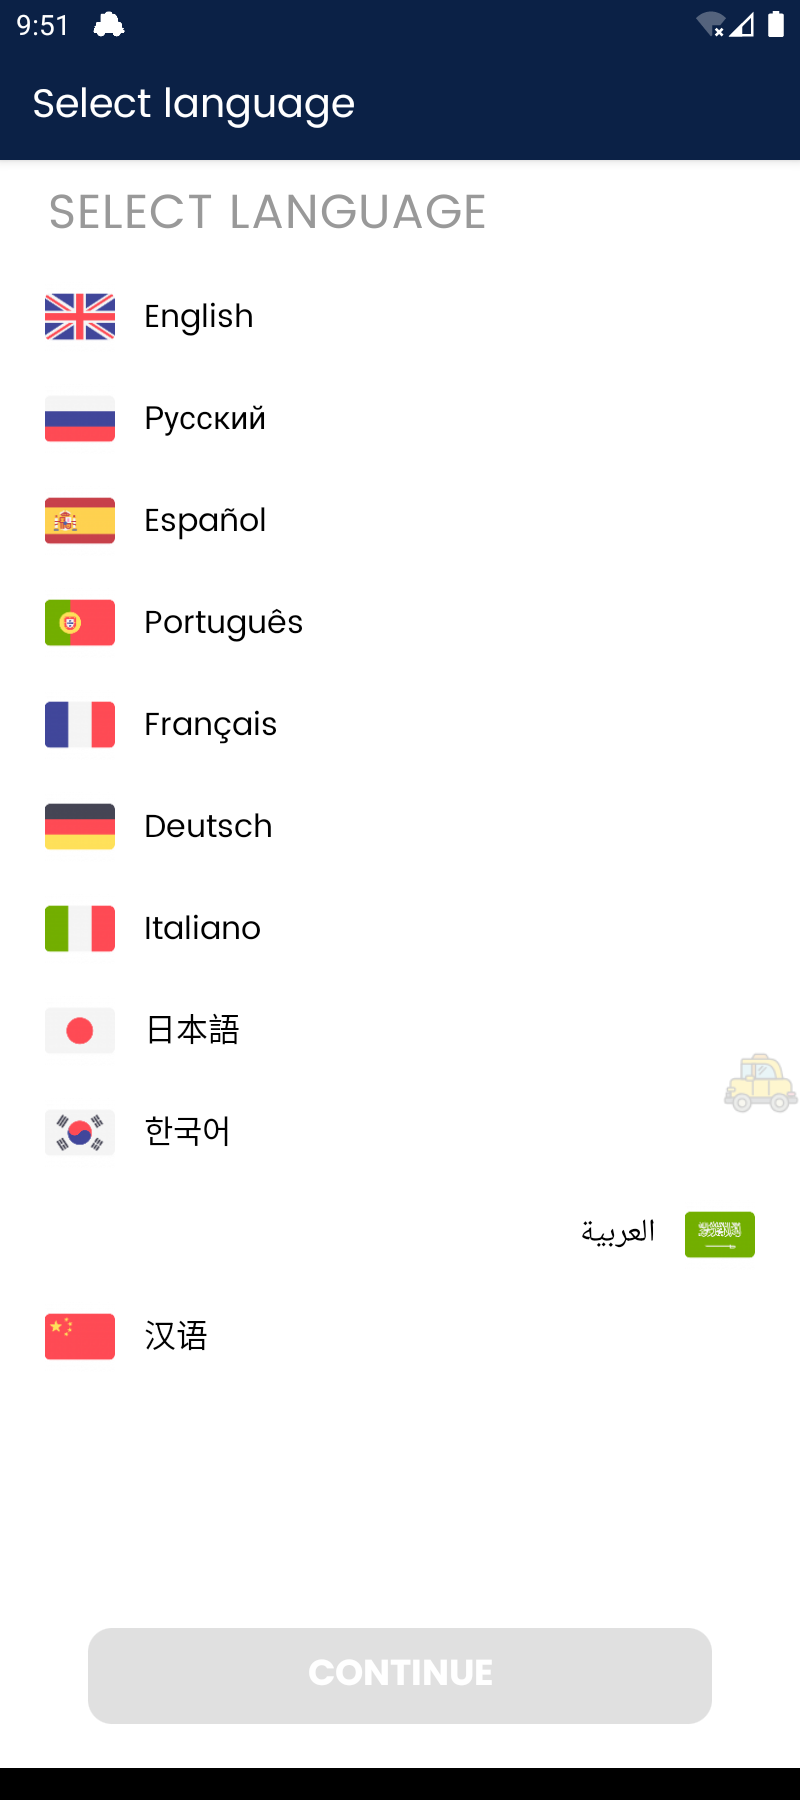 9:51
Select language
SELECT LANGUAGE
English
Русский
Español
Português
Français
Deutsch
Italiano
日本語
한국어
العربية
汉语
CONTINUE